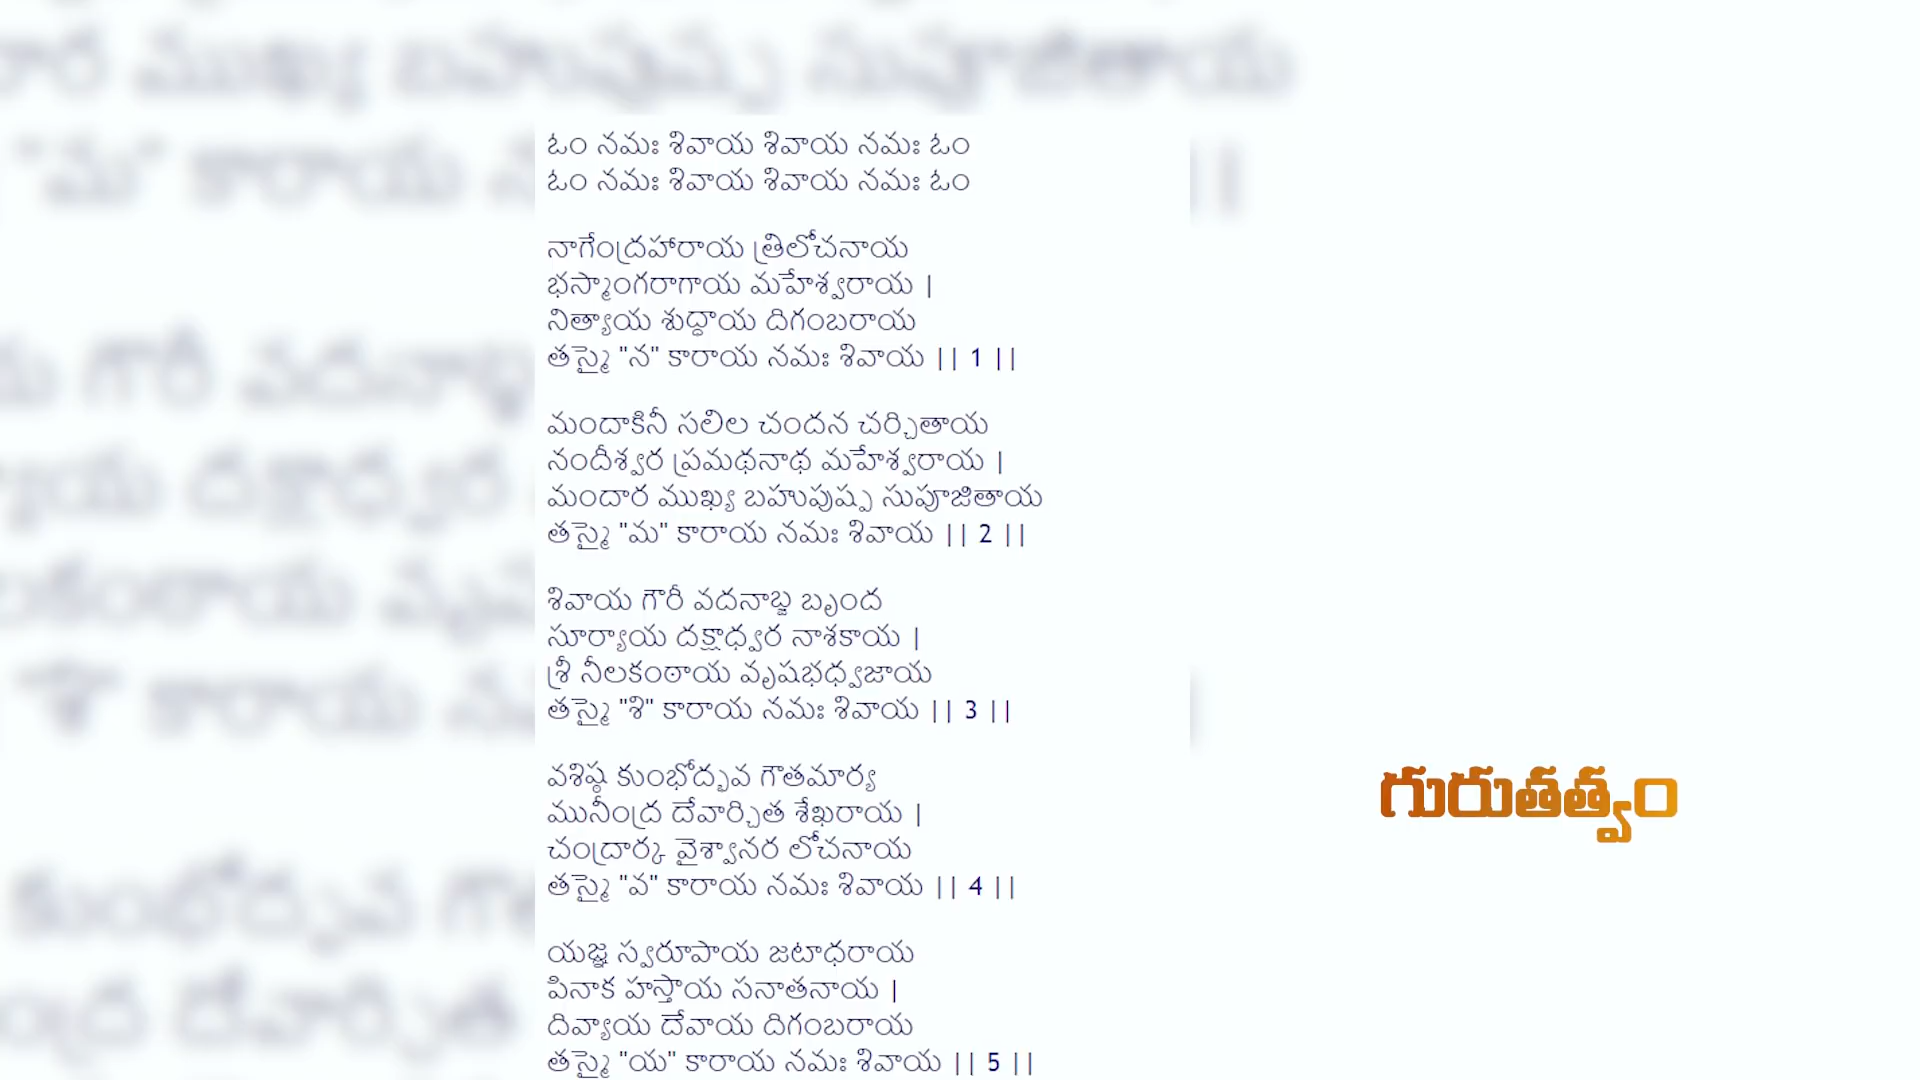 ఓం నమః శివాయ శివాయ నమః ఓం
ఓం నమః శివాయ శివాయ నమః ఓం
నాగేంద్రహారాయ త్రిలోచనాయ
భస్మాంగరాగాయ మహేశ్వరాయ |
నిత్యాయ శుద్ధాయ దిగంబరాయ
తస్మై "న" కారాయ నమః శివాయ || 1 ||
మందాకినీ సలిల చందన చర్చితాయ
నందీశ్వర ప్రమథనాథ మహేశ్వరాయ |
మందార ముఖ్య బహుపుష్ప సుపూజితాయ
తస్మై "మ" కారాయ నమః శివాయ || 2 ||
శివాయ గౌరీ వదనాబ్జ బృంద
సూర్యాయ దక్షాధ్వర నాశకాయ |
శ్రీ నీలకంఠాయ వృషభధ్వజాయ
తస్మై "శి" కారాయ నమః శివాయ || 3 ||
వశిష్ఠ కుంభోద్భవ గౌతమార్య
మునీంద్ర దేవార్చిత శేఖరాయ |
చంద్రార్క వైశ్వానర లోచనాయ
తస్మై "వ" కారాయ నమః శివాయ || 4 ||
యజ్ఞ స్వరూపాయ జటాధరాయ
పినాక హస్తాయ సనాతనాయ |
దివ్యాయ దేవాయ దిగంబరాయ
తస్మై "య" కారాయ నమః శివాయ || 5 ||
గురుతత్వం